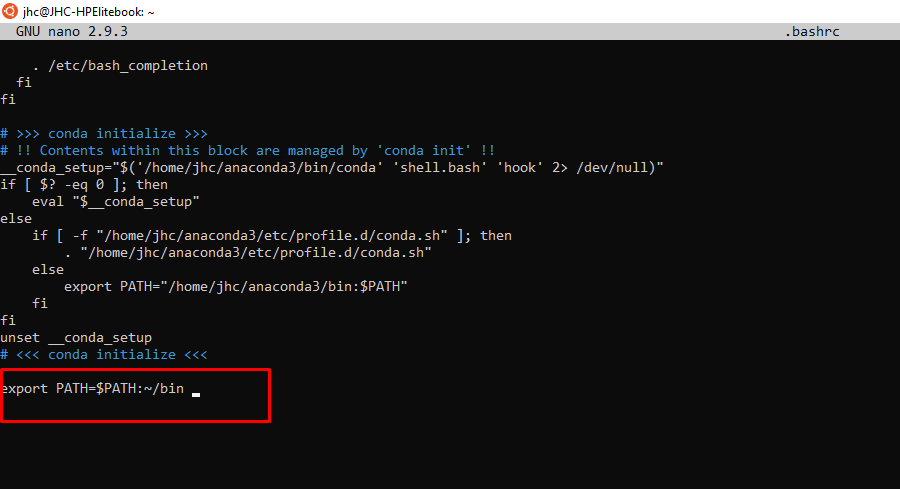 jhc@JHC-HPElitebook: ~
GNU nano 2.9.3 .bashrc
. /etc/bash_completion
fi
fi
# >>> conda initialize >>>
# !! Contents within this block are managed by 'conda init' !!
__conda_setup="$('/home/jhc/anaconda3/bin/conda' 'shell.bash' 'hook' 2> /dev/null)"
if [ $? -eq 0 ]; then
    eval "$__conda_setup"
else
    if [ -f "/home/jhc/anaconda3/etc/profile.d/conda.sh" ]; then
        . "/home/jhc/anaconda3/etc/profile.d/conda.sh"
    else
        export PATH="/home/jhc/anaconda3/bin:$PATH"
    fi
fi
unset __conda_setup
# <<< conda initialize <<<
export PATH=$PATH:~/bin